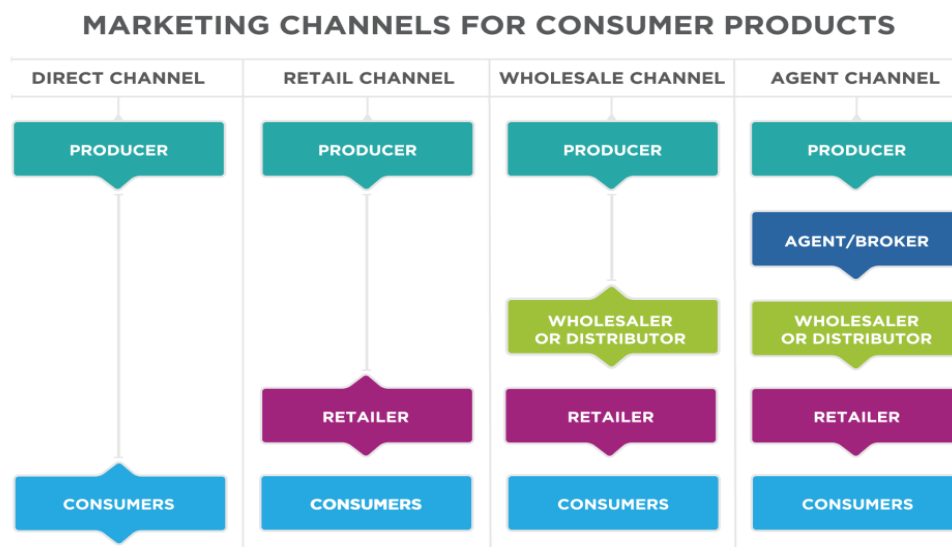 MARKETING CHANNELS FOR CONSUMER PRODUCTS
DIRECT CHANNEL
RETAIL CHANNEL
WHOLESALE CHANNEL
AGENT CHANNEL
PRODUCER
PRODUCER
PRODUCER
PRODUCER
AGENT/BROKER
WHOLESALER
OR DISTRIBUTOR
WHOLESALER
OR DISTRIBUTOR
RETAILER
RETAILER
RETAILER
CONSUMERS
CONSUMERS
CONSUMERS
CONSUMERS